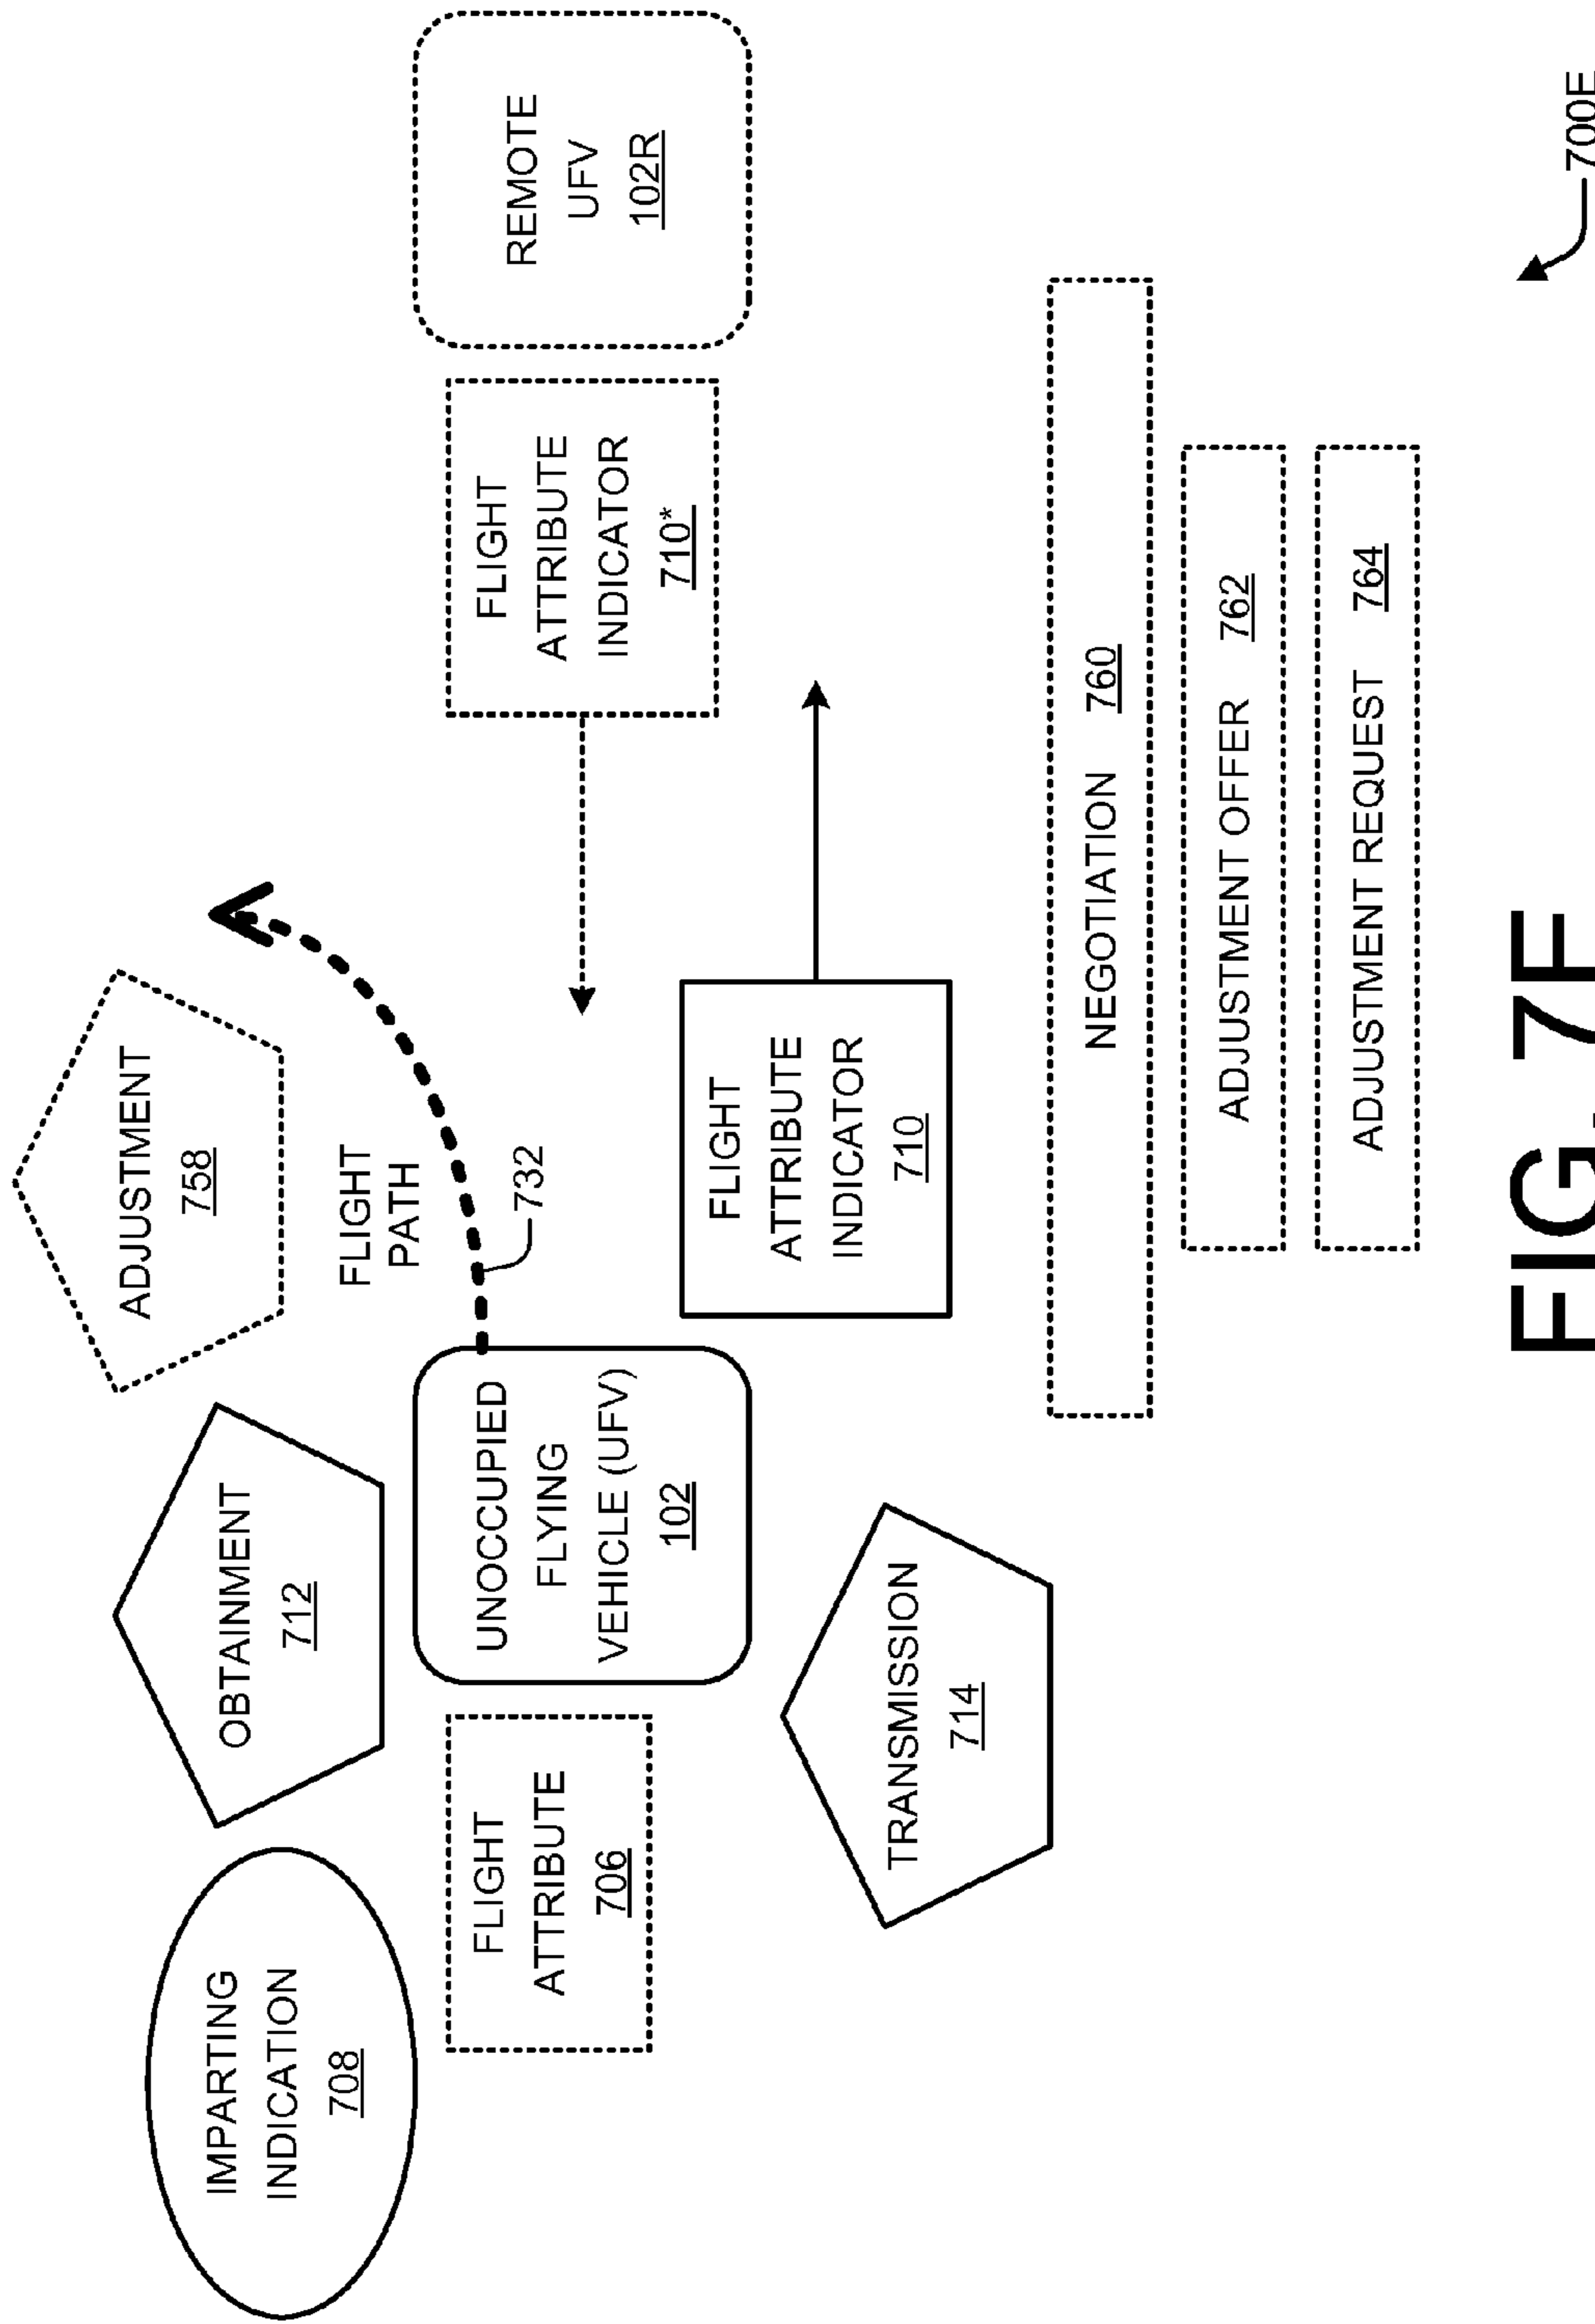 IMPARTING
INDICATION
708
OBTAINMENT
712
ADJUSTMENT
758
FLIGHT
PATH
732
FLIGHT
ATTRIBUTE
706
UNOCCUPIED
FLYING
VEHICLE (UFV)
102
FLIGHT
ATTRIBUTE
INDICATOR
710*
REMOTE
UFV
102R
TRANSMISSION
714
FLIGHT
ATTRIBUTE
INDICATOR
710
NEGOTIATION 760
ADJUSTMENT OFFER 762
ADJUSTMENT REQUEST 764
700E
FIG. 7E